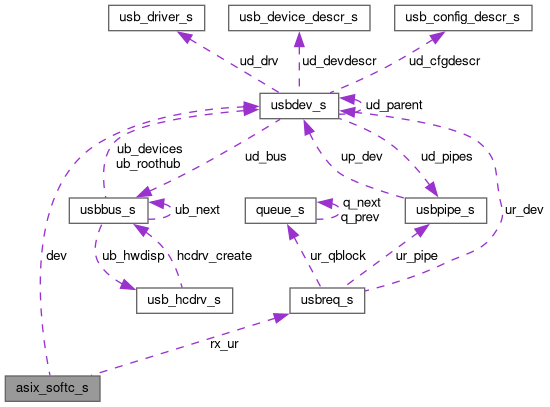 usb_driver_s
usb_device_descr_s
usb_config_descr_s
ud_drv
ud_devdescr
ud_cfgdescr
usbdev_s
ud_parent
ub_devices
ub_roothub
ud_bus
up_dev
ud_pipes
usbbus_s
ub_next
queue_s
q_next
q_prev
usbpipe_s
ur_dev
dev
ub_hwdisp
hcdrv_create
ur_qblock
ur_pipe
usb_hcdrv_s
usbreq_s
rx_ur
asix_softc_s